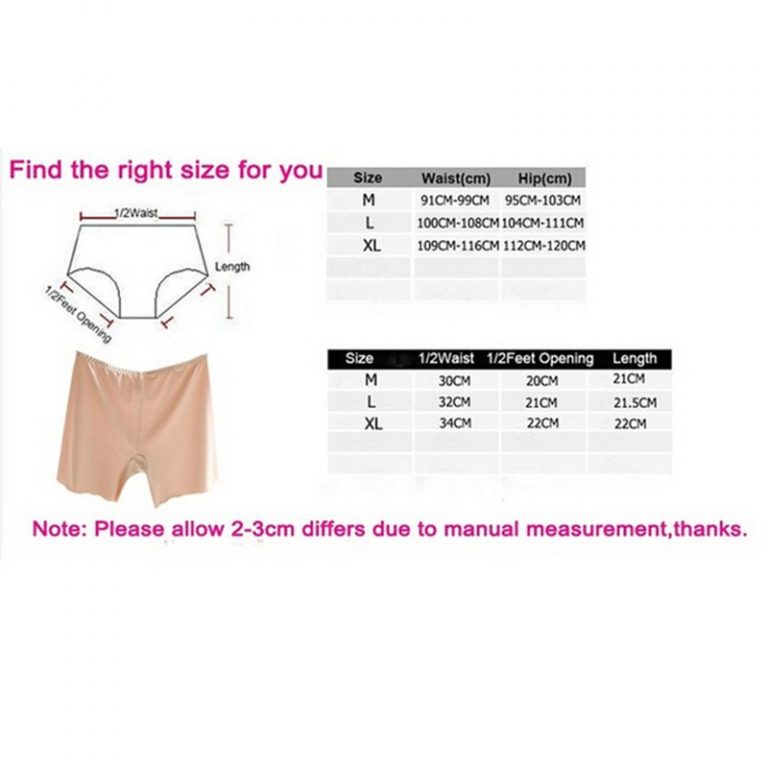 Find the right size for you
1/2Waist
Length
1/2Feet Opening
Size Waist(cm) Hip(cm)
M 91CM-99CM 95CM-103CM
L 100CM-108CM 104CM-111CM
XL 109CM-116CM 112CM-120CM
Size 1/2Waist 1/2Feet Opening Length
M 30CM 20CM 21CM
L 32CM 21CM 21.5CM
XL 34CM 22CM 22CM
Note: Please allow 2-3cm differs due to manual measurement,thanks.